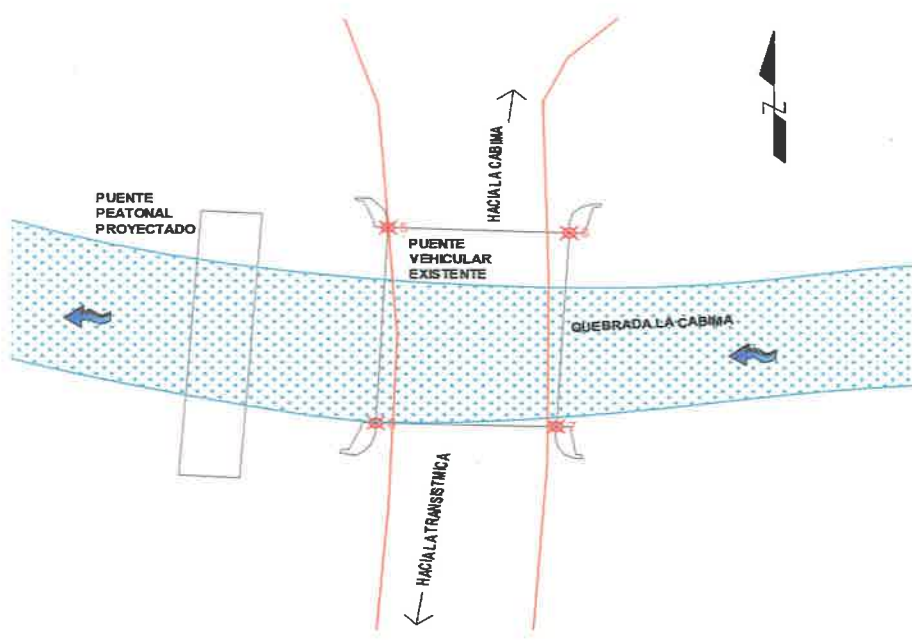 HACIA LA CABIMA
Z
PUENTE
PEATONAL
PROYECTADO
PUENTE
VEHICULAR
EXISTENTE
QUEBRADA LA CABIMA
HACIA LA TRANSISTMICA